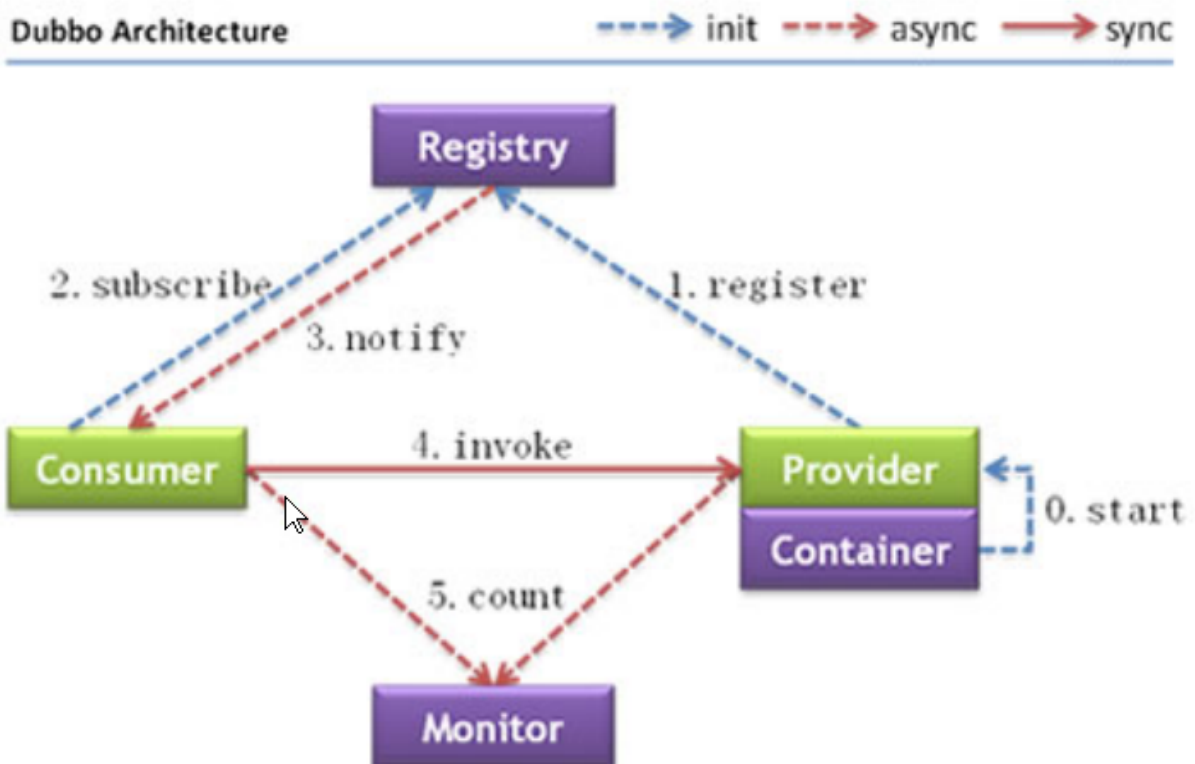 Dubbo Architecture
init
async
sync
Registry
2. subscribe
1. register
3. notify
4. invoke
Consumer
Provider
0. start
Container
5. count
Monitor